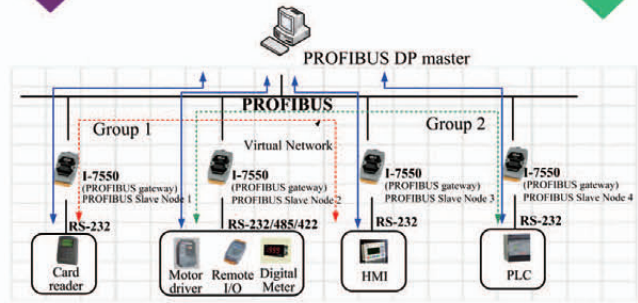 PROFIBUS DP master
PROFIBUS
Group 1
Group 2
Virtual Network
I-7550
(PROFIBUS gateway)
PROFIBUS Slave Node 1
I-7550
(PROFIBUS gateway)
PROFIBUS Slave Node 2
I-7550
(PROFIBUS gateway)
PROFIBUS Slave Node 3
I-7550
(PROFIBUS gateway)
PROFIBUS Slave Node 4
RS-232
RS-232/485/422
RS-232
RS-232
Card
reader
Motor
driver
Remote
I/O
Digital
Meter
HMI
PLC